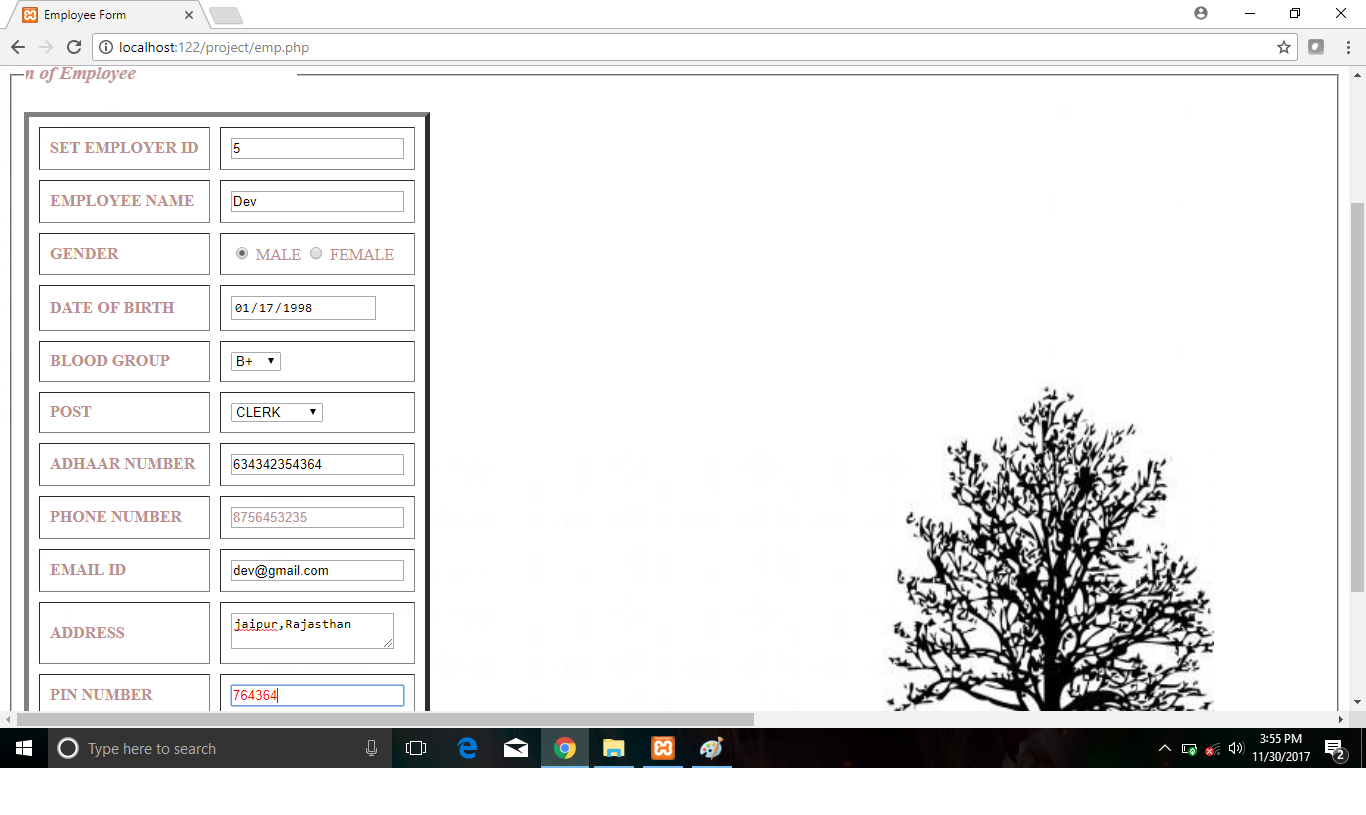 Employee Form
localhost:122/project/emp.php
n of Employee
SET EMPLOYER ID 5
EMPLOYEE NAME Dev
GENDER MALE FEMALE
DATE OF BIRTH 01/17/1998
BLOOD GROUP B+
POST CLERK
ADHAAR NUMBER 634342354364
PHONE NUMBER 8756453235
EMAIL ID dev@gmail.com
ADDRESS jaipur,Rajasthan
PIN NUMBER 764364
Type here to search
3:55 PM
11/30/2017
2